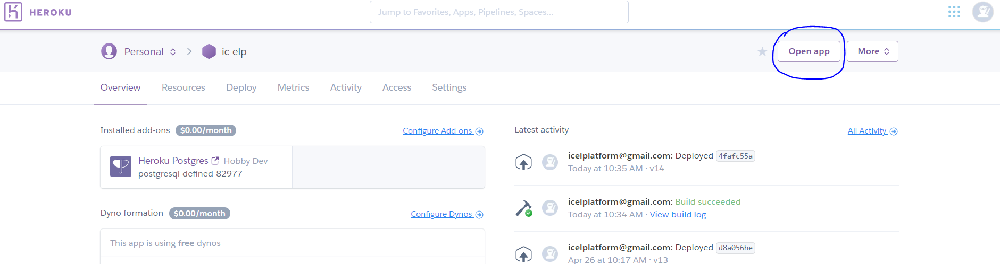 HEROKU
Jump to Favorites, Apps, Pipelines, Spaces...
Personal > ic-elp
Open app
More
Overview Resources Deploy Metrics Activity Access Settings
Installed add-ons $0.00/month
Configure Add-ons
Heroku Postgres Hobby Dev
postgresql-defined-82977
Dyno formation $0.00/month
Configure Dynos
This app is using free dynos
Latest activity
All Activity
icelplatform@gmail.com: Deployed 4fafc55a
Today at 10:35 AM · v14
icelplatform@gmail.com: Build succeeded
Today at 10:34 AM · View build log
icelplatform@gmail.com: Deployed d8a056be
Apr 26 at 10:17 AM · v13